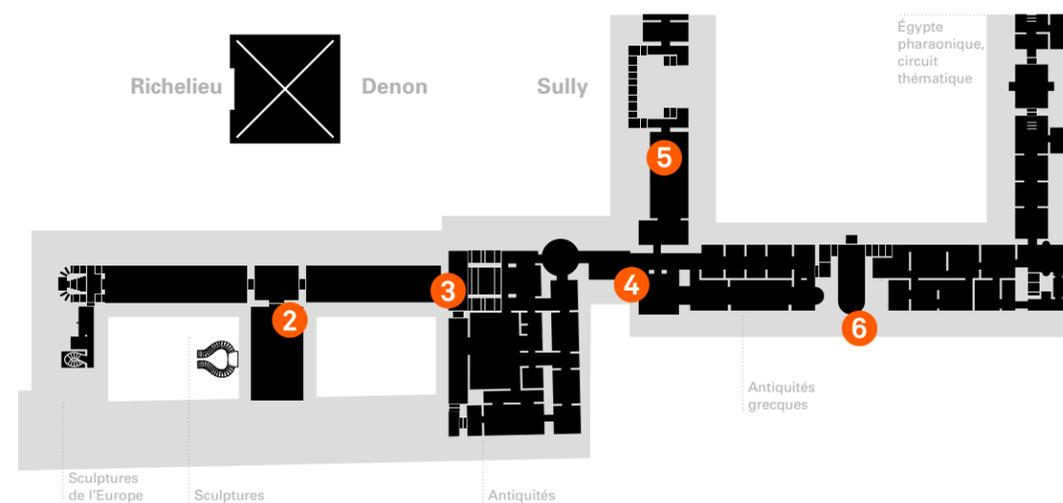 Égypte
pharaonique,
circuit
thématique
Richelieu
Denon
Sully
5
4
3
2
6
Antiquités
grecques
Sculptures
de l'Europe
Sculptures
Antiquités